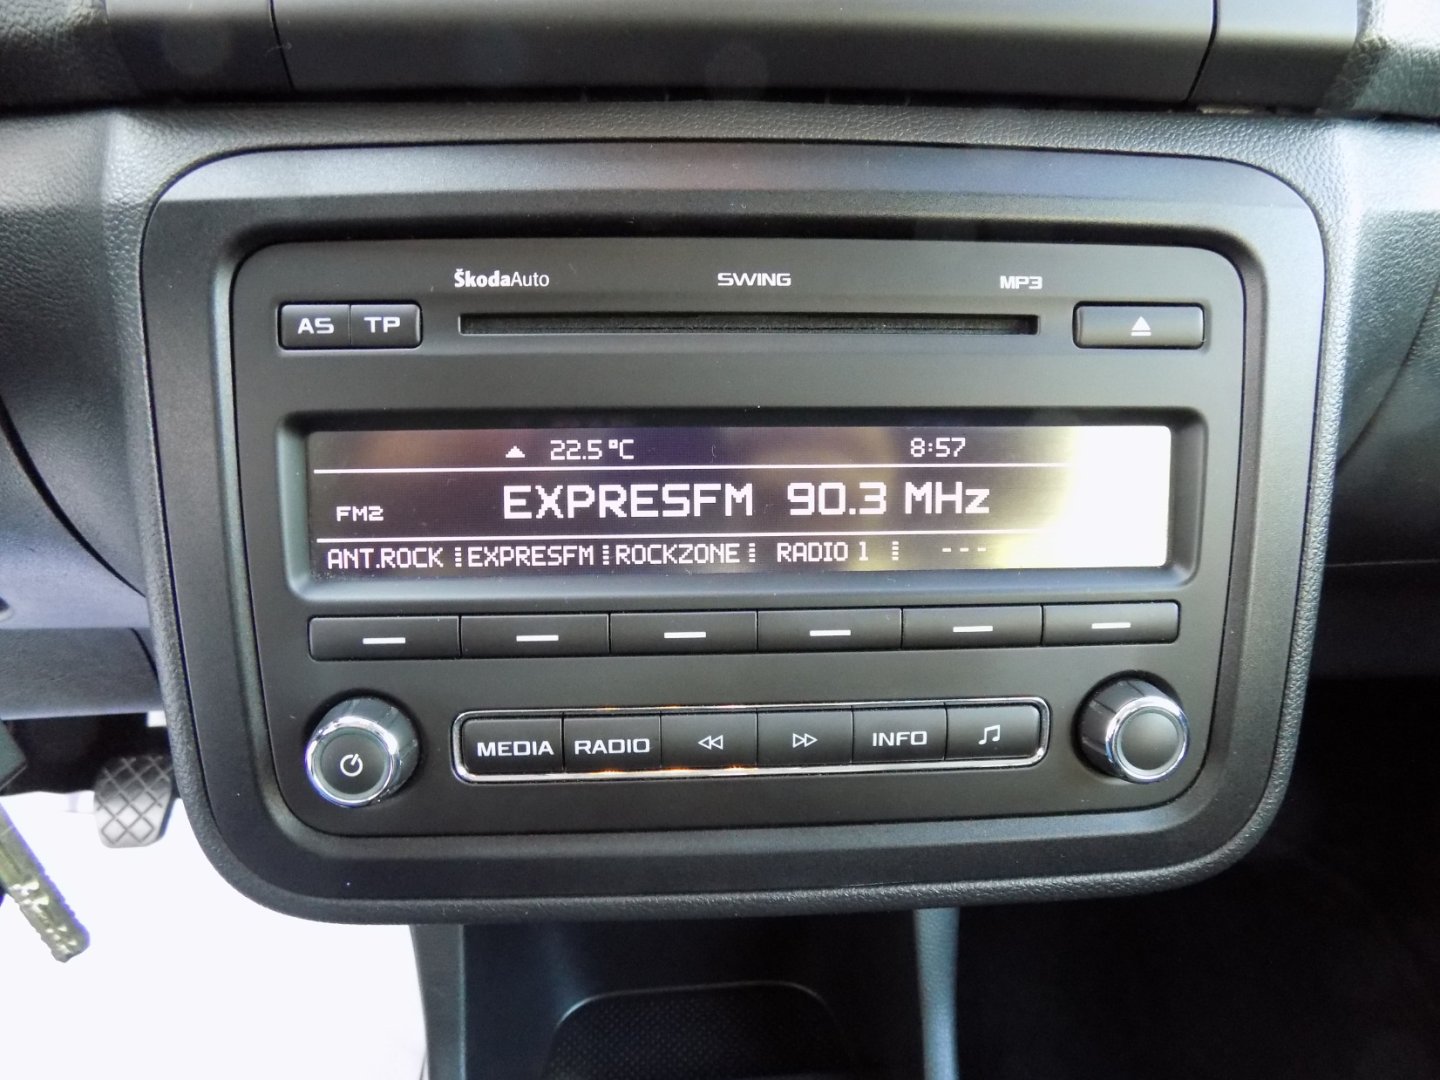 ŠkodaAuto SWING MP3
AS TP
22.5°C 8:57
FM2 EXPRESFM 90.3 MHz
ANT.ROCK EXPRESFM ROCKZONE RADIO 1 ---
MEDIA RADIO INFO